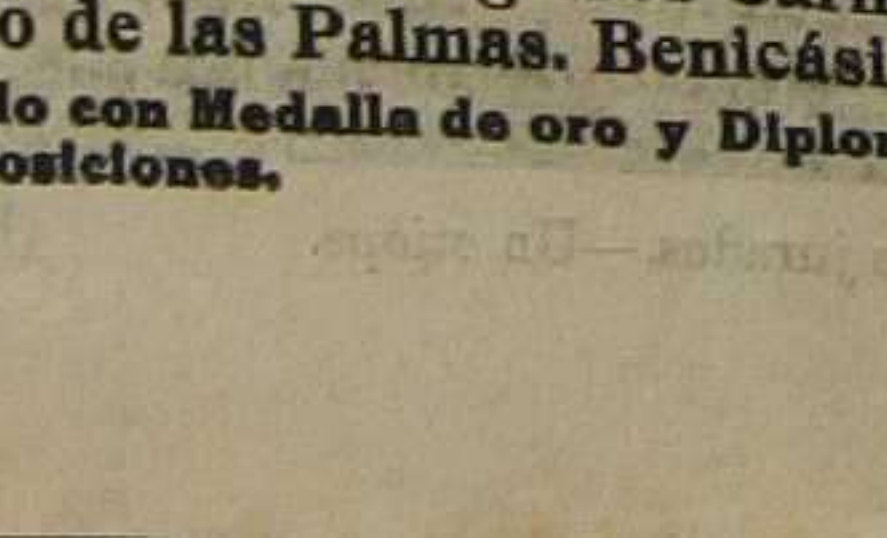 o de las Palmas. Benicási
lo con Medalla de oro y Diplo
osiciones.